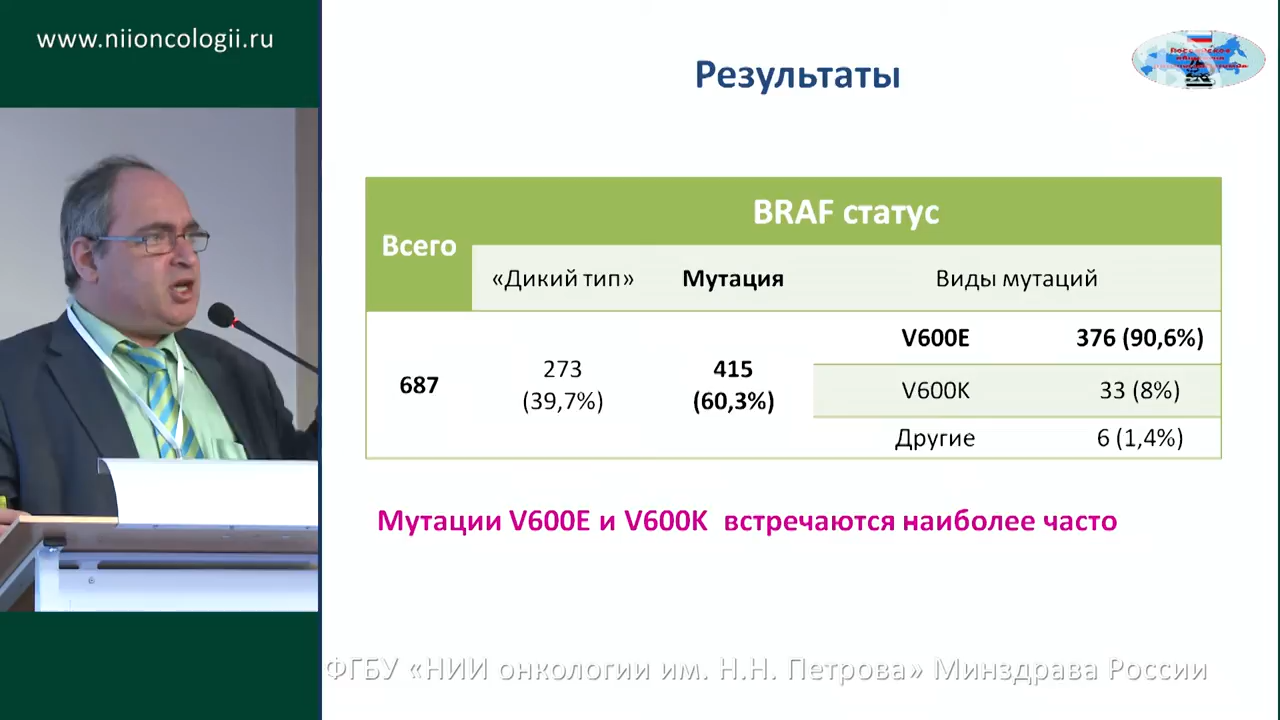 www.niioncologii.ru
Результаты
Всего
BRAF статус
«Дикий тип»
Мутация
Виды мутаций
687
273
(39,7%)
415
(60,3%)
V600E
376 (90,6%)
V600K
33 (8%)
Другие
6 (1,4%)
Мутации V600E и V600K встречаются наиболее часто
ФГБУ «НИИ онкологии им. Н.Н. Петрова» Минздрава России